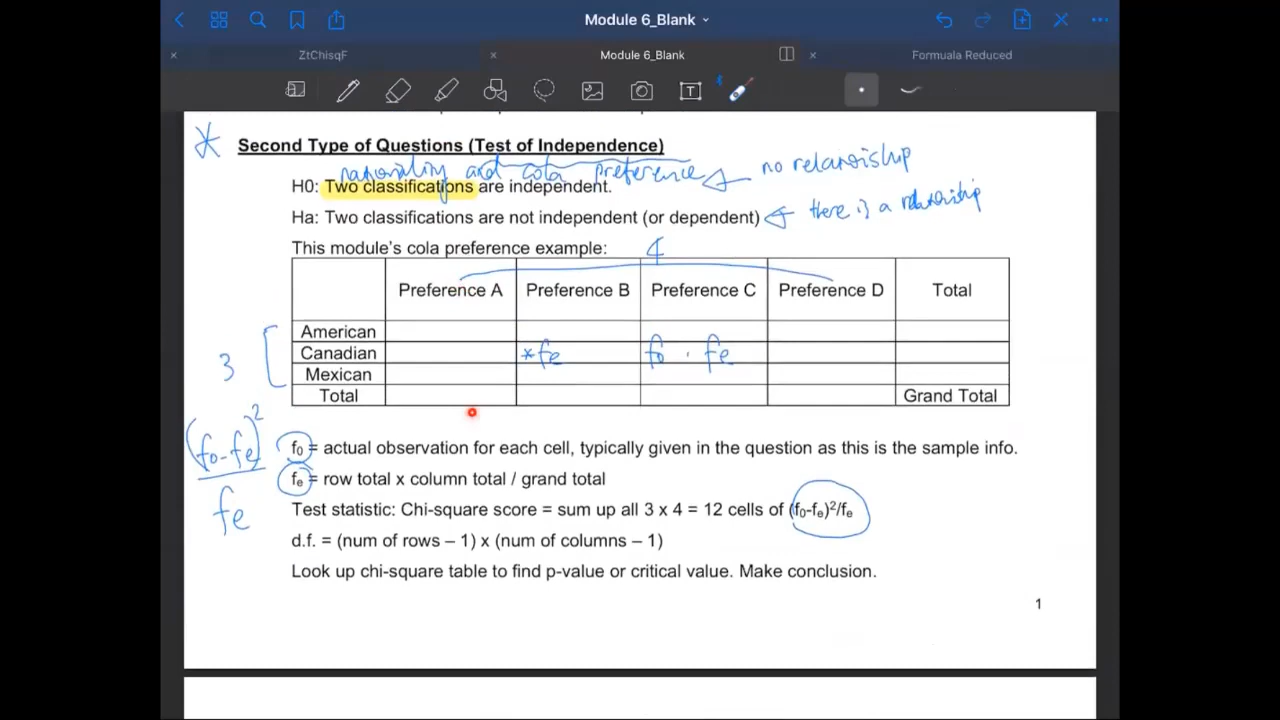 Module 6_Blank
ZtChisqF
Module 6_Blank
Formuala Reduced
Second Type of Questions (Test of Independence)
nationality and cola preference
no relationship
H0: Two classifications are independent.
Ha: Two classifications are not independent (or dependent)
there is a relationship
This module's cola preference example:
4
Preference A Preference B Preference C Preference D Total
American
Canadian *fe fo fe
3
Mexican
Total Grand Total
(fo-fe)²
fe
f₀ = actual observation for each cell, typically given in the question as this is the sample info.
fₑ = row total x column total / grand total
Test statistic: Chi-square score = sum up all 3 x 4 = 12 cells of (f₀-fₑ)²/fₑ
d.f. = (num of rows – 1) x (num of columns – 1)
Look up chi-square table to find p-value or critical value. Make conclusion.
1